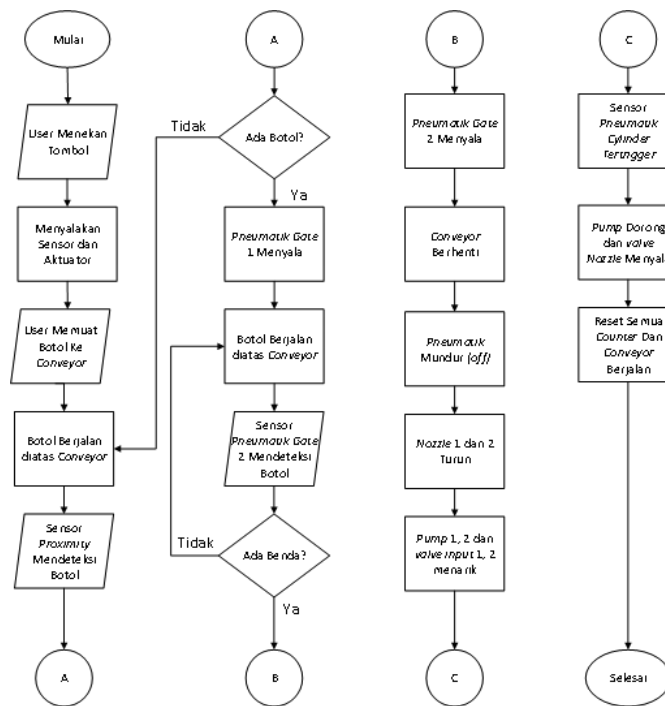 Mulai
User Menekan
Tombol
Menyalakan
Sensor dan
Aktuator
User Memuat
Botol Ke
Conveyor
Botol Berjalan
diatas Conveyor
Sensor
Proximity
Mendeteksi
Botol
A
A
Ada Botol?
Tidak
Ya
Pneumatik Gate
1 Menyala
Botol Berjalan
diatas Conveyor
Sensor
Pneumatik Gate
2 Mendeteksi
Botol
Ada Benda?
Tidak
Ya
B
B
Pneumatik Gate
2 Menyala
Conveyor
Berhenti
Pneumatik
Mundur (off)
Nozzle 1 dan 2
Turun
Pump 1, 2 dan
valve input 1, 2
menarik
C
C
Sensor
Pneumatik
Cylinder
Tertrigger
Pump Dorong
dan valve
Nozzle Menyala
Reset Semua
Counter Dan
Conveyor
Berjalan
Selesai